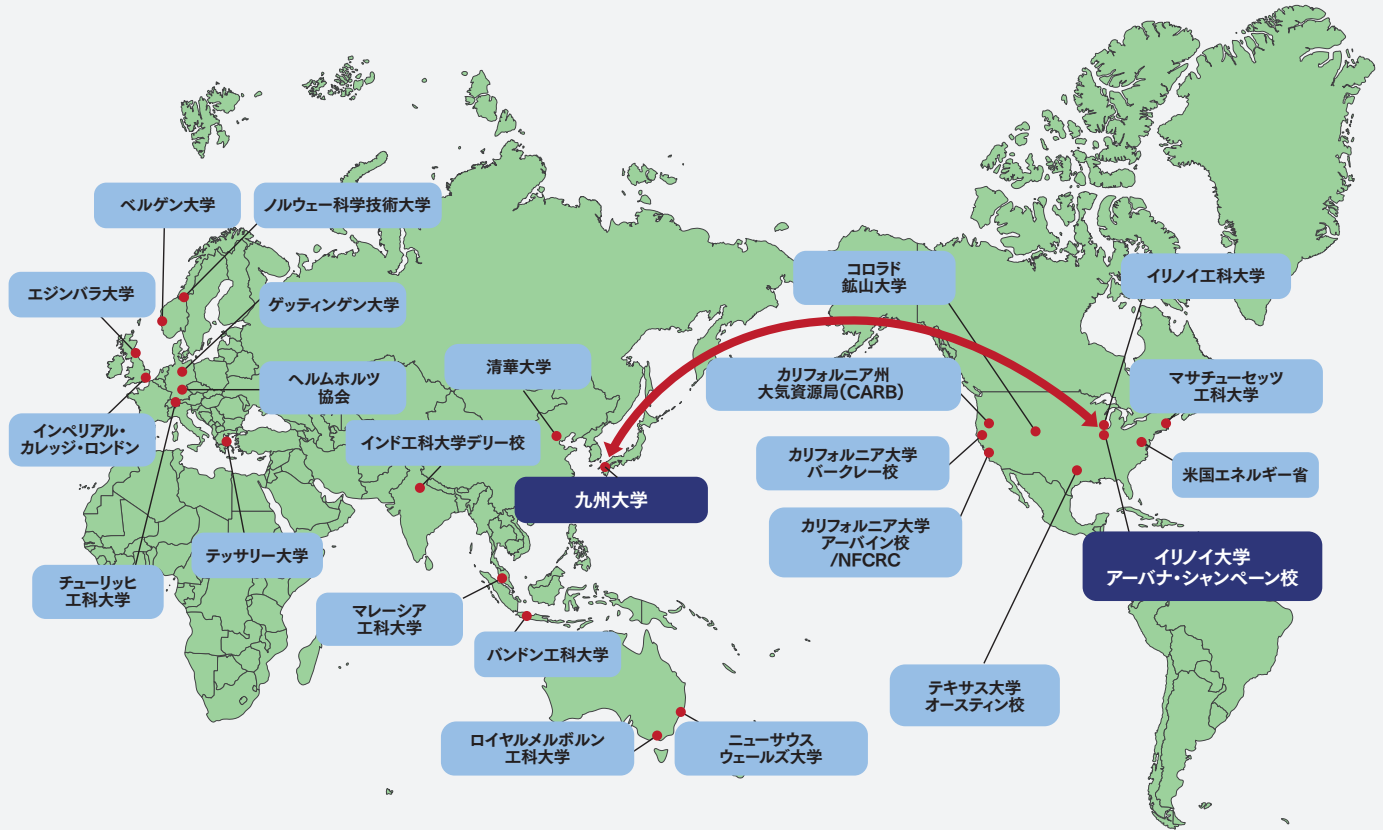 ベルゲン大学
ノルウェー科学技術大学
エジンバラ大学
ゲッティンゲン大学
コロラド
鉱山大学
イリノイ工科大学
清華大学
ヘルムホルツ
協会
カリフォルニア州
大気資源局(CARB)
マサチューセッツ
工科大学
インペリアル・
カレッジ・ロンドン
インド工科大学デリー校
カリフォルニア大学
バークレー校
米国エネルギー省
九州大学
カリフォルニア大学
アーバイン校
/NFCRC
テッサリー大学
イリノイ大学
アーバナ・シャンペーン校
チューリッヒ
工科大学
マレーシア
工科大学
バンドン工科大学
テキサス大学
オースティン校
ロイヤルメルボルン
工科大学
ニューサウス
ウェールズ大学